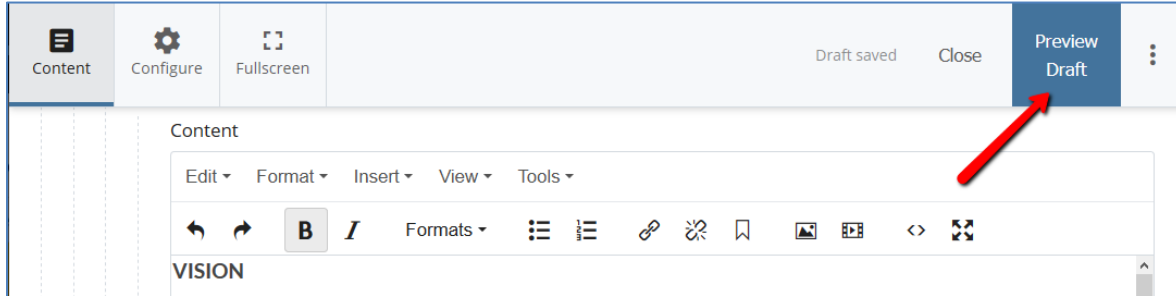 Content
Configure
Fullscreen
Draft saved
Close
Preview
Draft
Content
Edit
Format
Insert
View
Tools
B
I
Formats
VISION